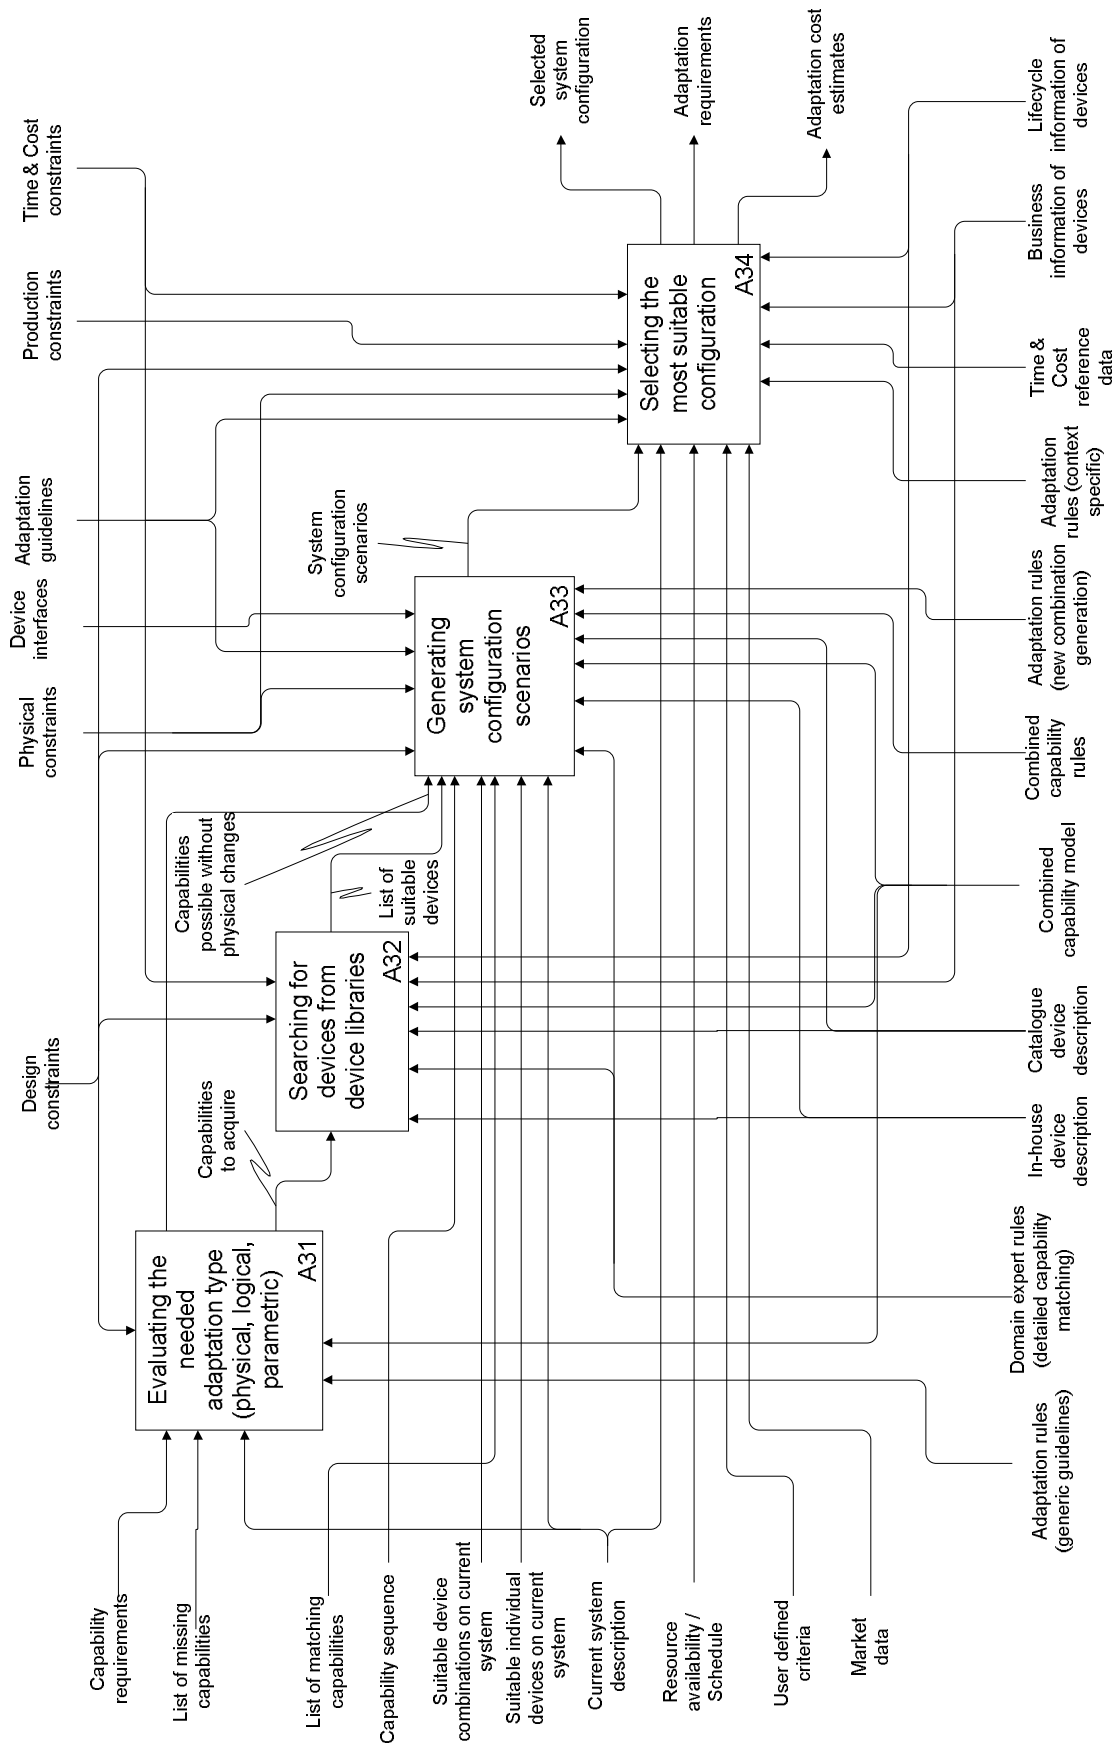 Time & Cost
constraints
Production
constraints
Adaptation
guidelines
Device
interfaces
Physical
constraints
Design
constraints
Selected
system
configuration
Adaptation
requirements
Adaptation cost
estimates
Evaluating the
needed
adaptation type
(physical, logical,
parametric)
A31
Capabilities
to acquire
Searching for
devices from
device libraries
A32
Capabilities
possible without
physical changes
List of
suitable
devices
Generating
system
configuration
scenarios
A33
System
configuration
scenarios
Selecting the
most suitable
configuration
A34
Capability
requirements
List of missing
capabilities
List of matching
capabilities
Capability sequence
Suitable device
combinations on current
system
Suitable individual
devices on current
system
Current system
description
Resource
availability /
Schedule
User defined
criteria
Market
data
Adaptation rules
(generic guidelines)
Domain expert rules
(detailed capability
matching)
In-house
device
description
Catalogue
device
description
Combined
capability model
Combined
capability
rules
Adaptation rules
(new combination
generation)
Adaptation
rules (context
specific)
Time &
Cost
reference
data
Business
information of
devices
Lifecycle
information of
devices